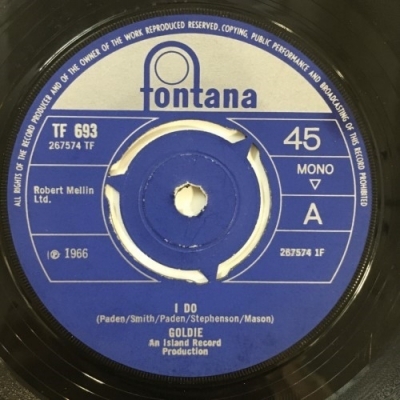 ALL RIGHTS OF THE RECORD PRODUCER AND OF THE OWNER OF THE WORK REPRODUCED RESERVED. COPYING, PUBLIC PERFORMANCE AND BROADCASTING OF THIS RECORD PROHIBITED
fontana
TF 693
267574 TF
45
MONO
Robert Mellin
Ltd.
A
℗ 1966
267574 1F
I DO
(Paden/Smith/Paden/Stephenson/Mason)
GOLDIE
An Island Record
Production